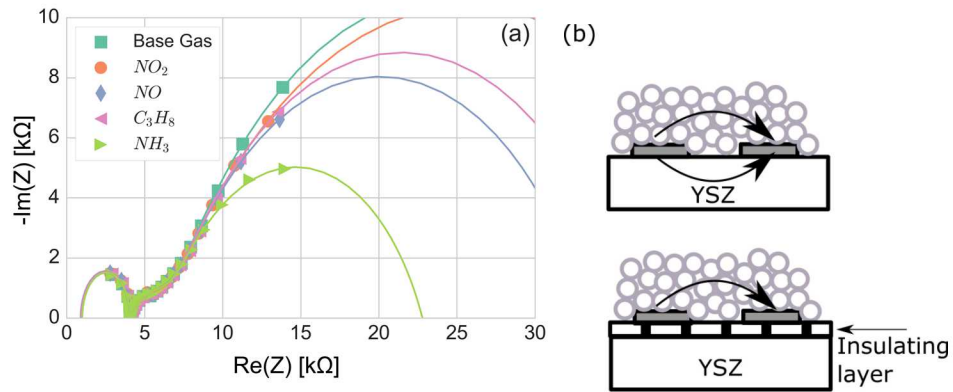 (a)
10
8
6
4
2
0
-Im(Z) [kΩ]
Base Gas
NO₂
NO
C₃H₈
NH₃
0 5 10 15 20 25 30
Re(Z) [kΩ]
(b)
YSZ
YSZ
Insulating
layer